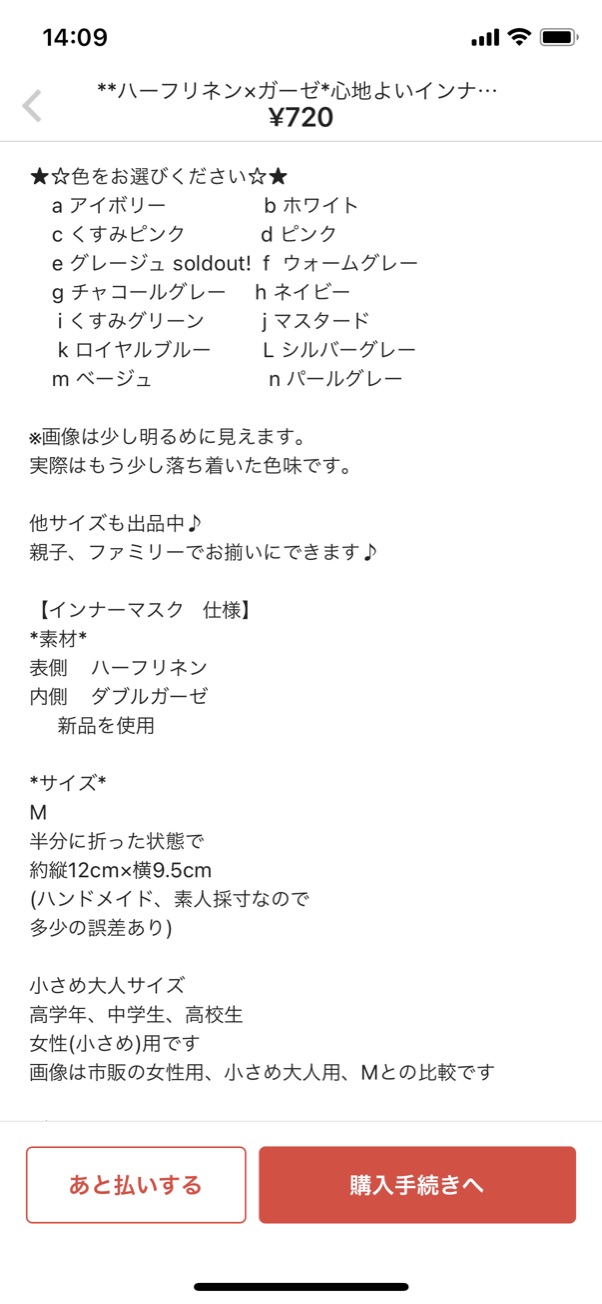 14:09
**ハーフリネン×ガーゼ*心地よいインナ…
¥720
★☆色をお選びください☆★
a アイボリー b ホワイト
c くすみピンク d ピンク
e グレージュ soldout! f ウォームグレー
g チャコールグレー h ネイビー
i くすみグリーン j マスタード
k ロイヤルブルー L シルバーグレー
m ベージュ n パールグレー
※画像は少し明るめに見えます。
実際はもう少し落ち着いた色味です。
他サイズも出品中♪
親子、ファミリーでお揃いにできます♪
【インナーマスク 仕様】
*素材*
表側 ハーフリネン
内側 ダブルガーゼ
新品を使用
*サイズ*
M
半分に折った状態で
約縦12cm×横9.5cm
(ハンドメイド、素人採寸なので
多少の誤差あり)
小さめ大人サイズ
高学年、中学生、高校生
女性(小さめ)用です
画像は市販の女性用、小さめ大人用、Mとの比較です
あと払いする
購入手続きへ